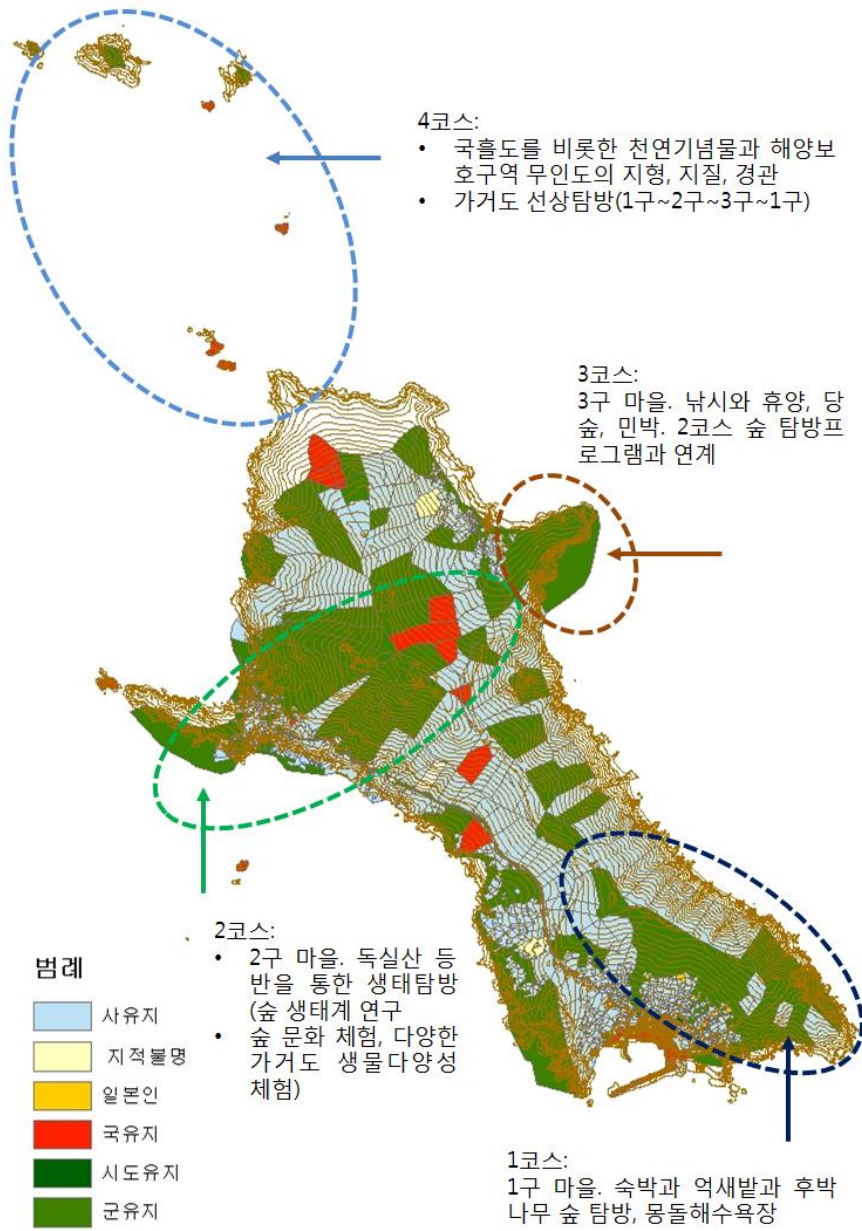 4코스:
• 국흘도를 비롯한 천연기념물과 해양보
호구역 무인도의 지형, 지질, 경관
• 가거도 선상탐방(1구~2구~3구~1구)
3코스:
3구 마을. 낚시와 휴양, 당
숲, 민박. 2코스 숲 탐방프
로그램과 연계
2코스:
• 2구 마을. 독실산 등
반을 통한 생태탐방
(숲 생태계 연구
• 숲 문화 체험, 다양한
가거도 생물다양성
체험)
범례
사유지
지적불명
일본인
국유지
시도유지
군유지
1코스:
1구 마을. 숙박과 억새밭과 후박
나무 숲 탐방, 몽돌해수욕장